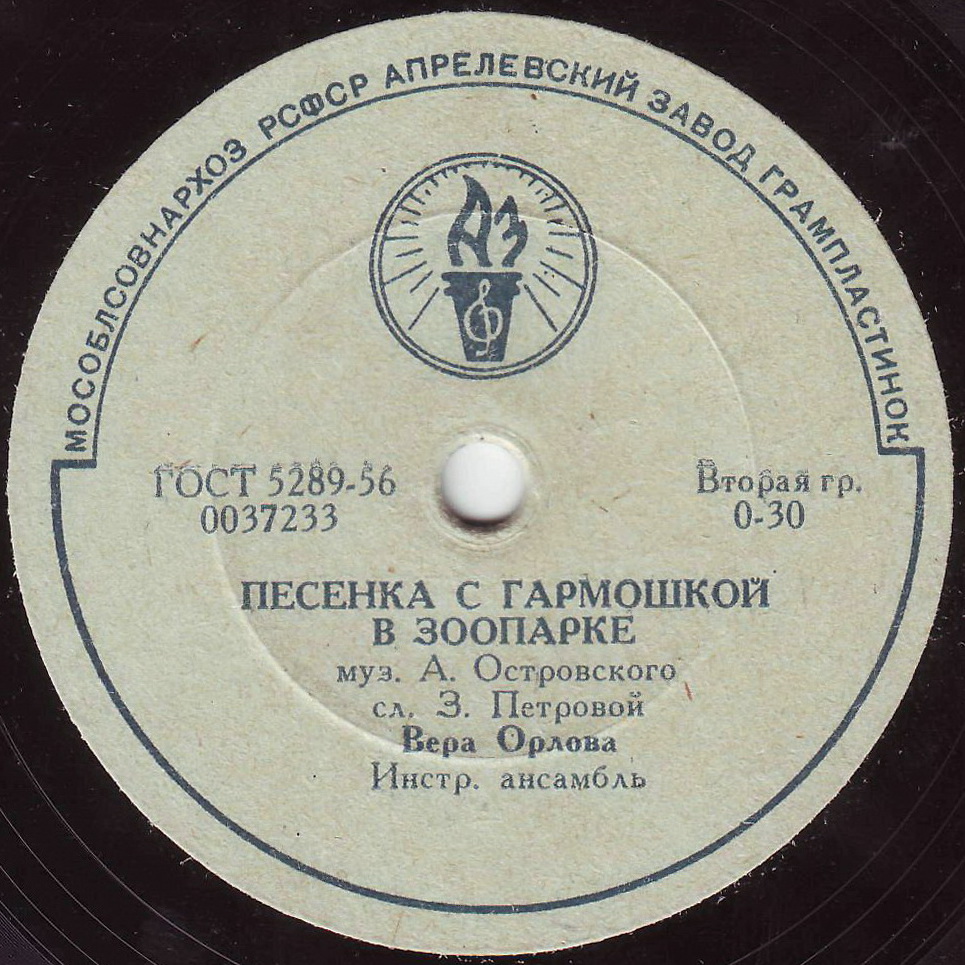 МОСОБЛСОВНАРХОЗ РСФСР АПРЕЛЕВСКИЙ ЗАВОД ГРАМПЛАСТИНОК
АЗ
ГОСТ 5289-56
0037233
Вторая гр.
0-30
ПЕСЕНКА С ГАРМОШКОЙ
В ЗООПАРКЕ
муз. А. Островского
сл. З. Петровой
Вера Орлова
Инстр. ансамбль